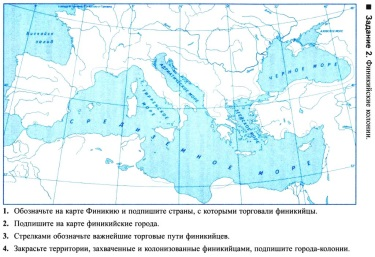 ■ Задание 2. Финикийские колонии.
ЧЕРНОЕ МОРЕ
СРЕДИЗЕМНОЕ МОРЕ
1. Обозначьте на карте Финикию и подпишите страны, с которыми торговали финикийцы.
2. Подпишите на карте финикийские города.
3. Стрелками обозначьте важнейшие торговые пути финикийцев.
4. Закрасьте территории, захваченные и колонизованные финикийцами, подпишите города-колонии.